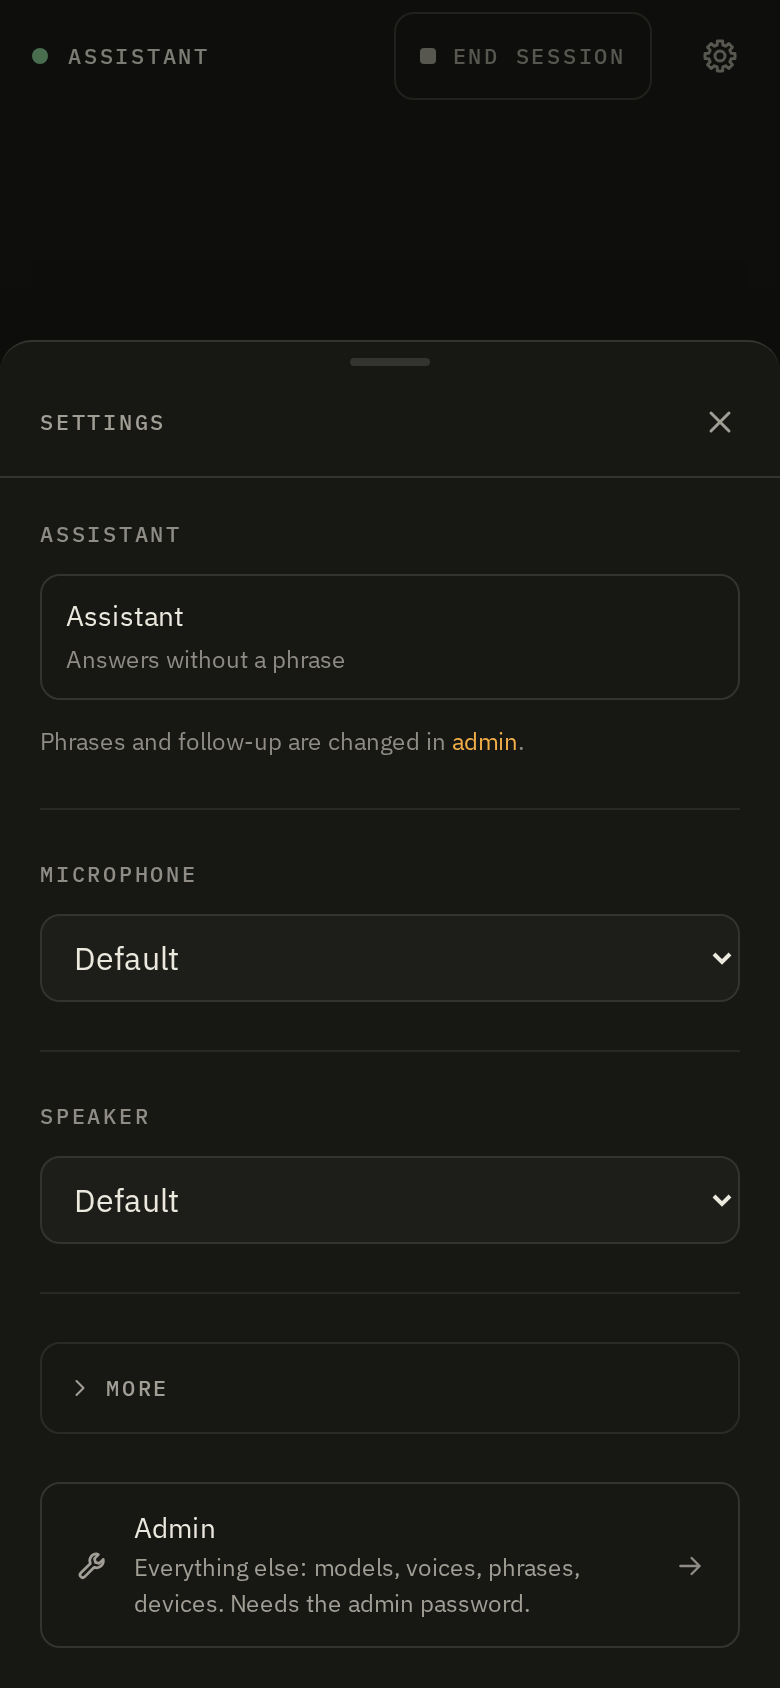 ASSISTANT
END SESSION
SETTINGS
ASSISTANT
Assistant
Answers without a phrase
Phrases and follow-up are changed in admin.
MICROPHONE
Default
SPEAKER
Default
MORE
Admin
Everything else: models, voices, phrases,
devices. Needs the admin password.